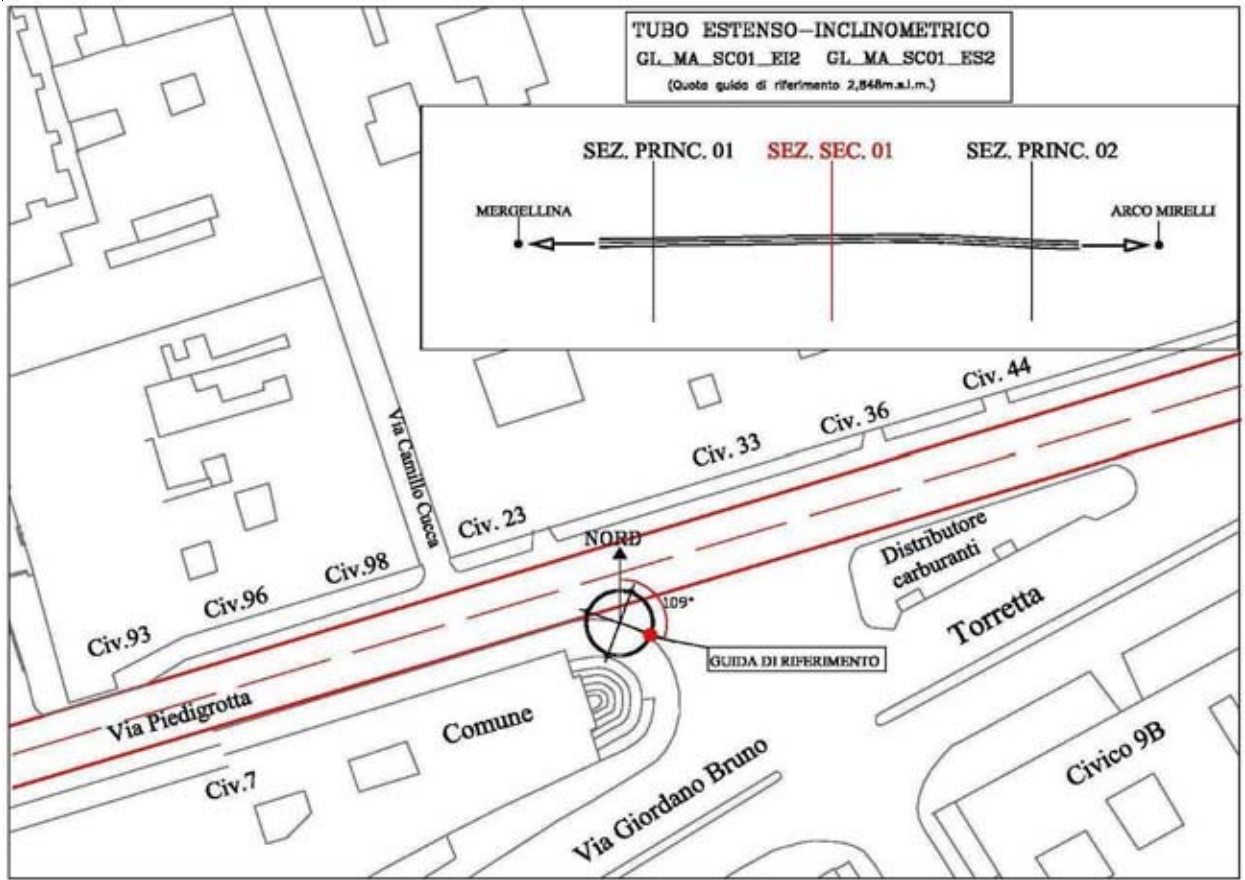 TUBO ESTENSO-INCLINOMETRICO
GL_MA_SC01_EI2 GL_MA_SC01_ES2
(Quota guida di riferimento 2,848m.s.l.m.)
SEZ. PRINC. 01 SEZ. SEC. 01 SEZ. PRINC. 02
MERGELLINA
ARCO MIRELLI
Civ. 44
Civ. 36
Civ. 33
Via Camillo Cucca
Civ. 23
NORD
Distributore
carburanti
Civ.98
Civ.96
109°
Torretta
Civ.93
GUIDA DI RIFERIMENTO
Via Piedigrotta
Comune
Civico 9B
Civ.7
Via Giordano Bruno